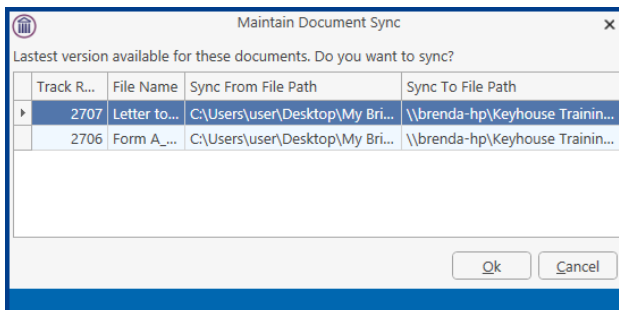 Maintain Document Sync
Lastest version available for these documents. Do you want to sync?
Track R... File Name Sync From File Path Sync To File Path
2707 Letter to... C:\Users\user\Desktop\My Bri... \\brenda-hp\Keyhouse Trainin...
2706 Form A_... C:\Users\user\Desktop\My Bri... \\brenda-hp\Keyhouse Trainin...
Ok Cancel